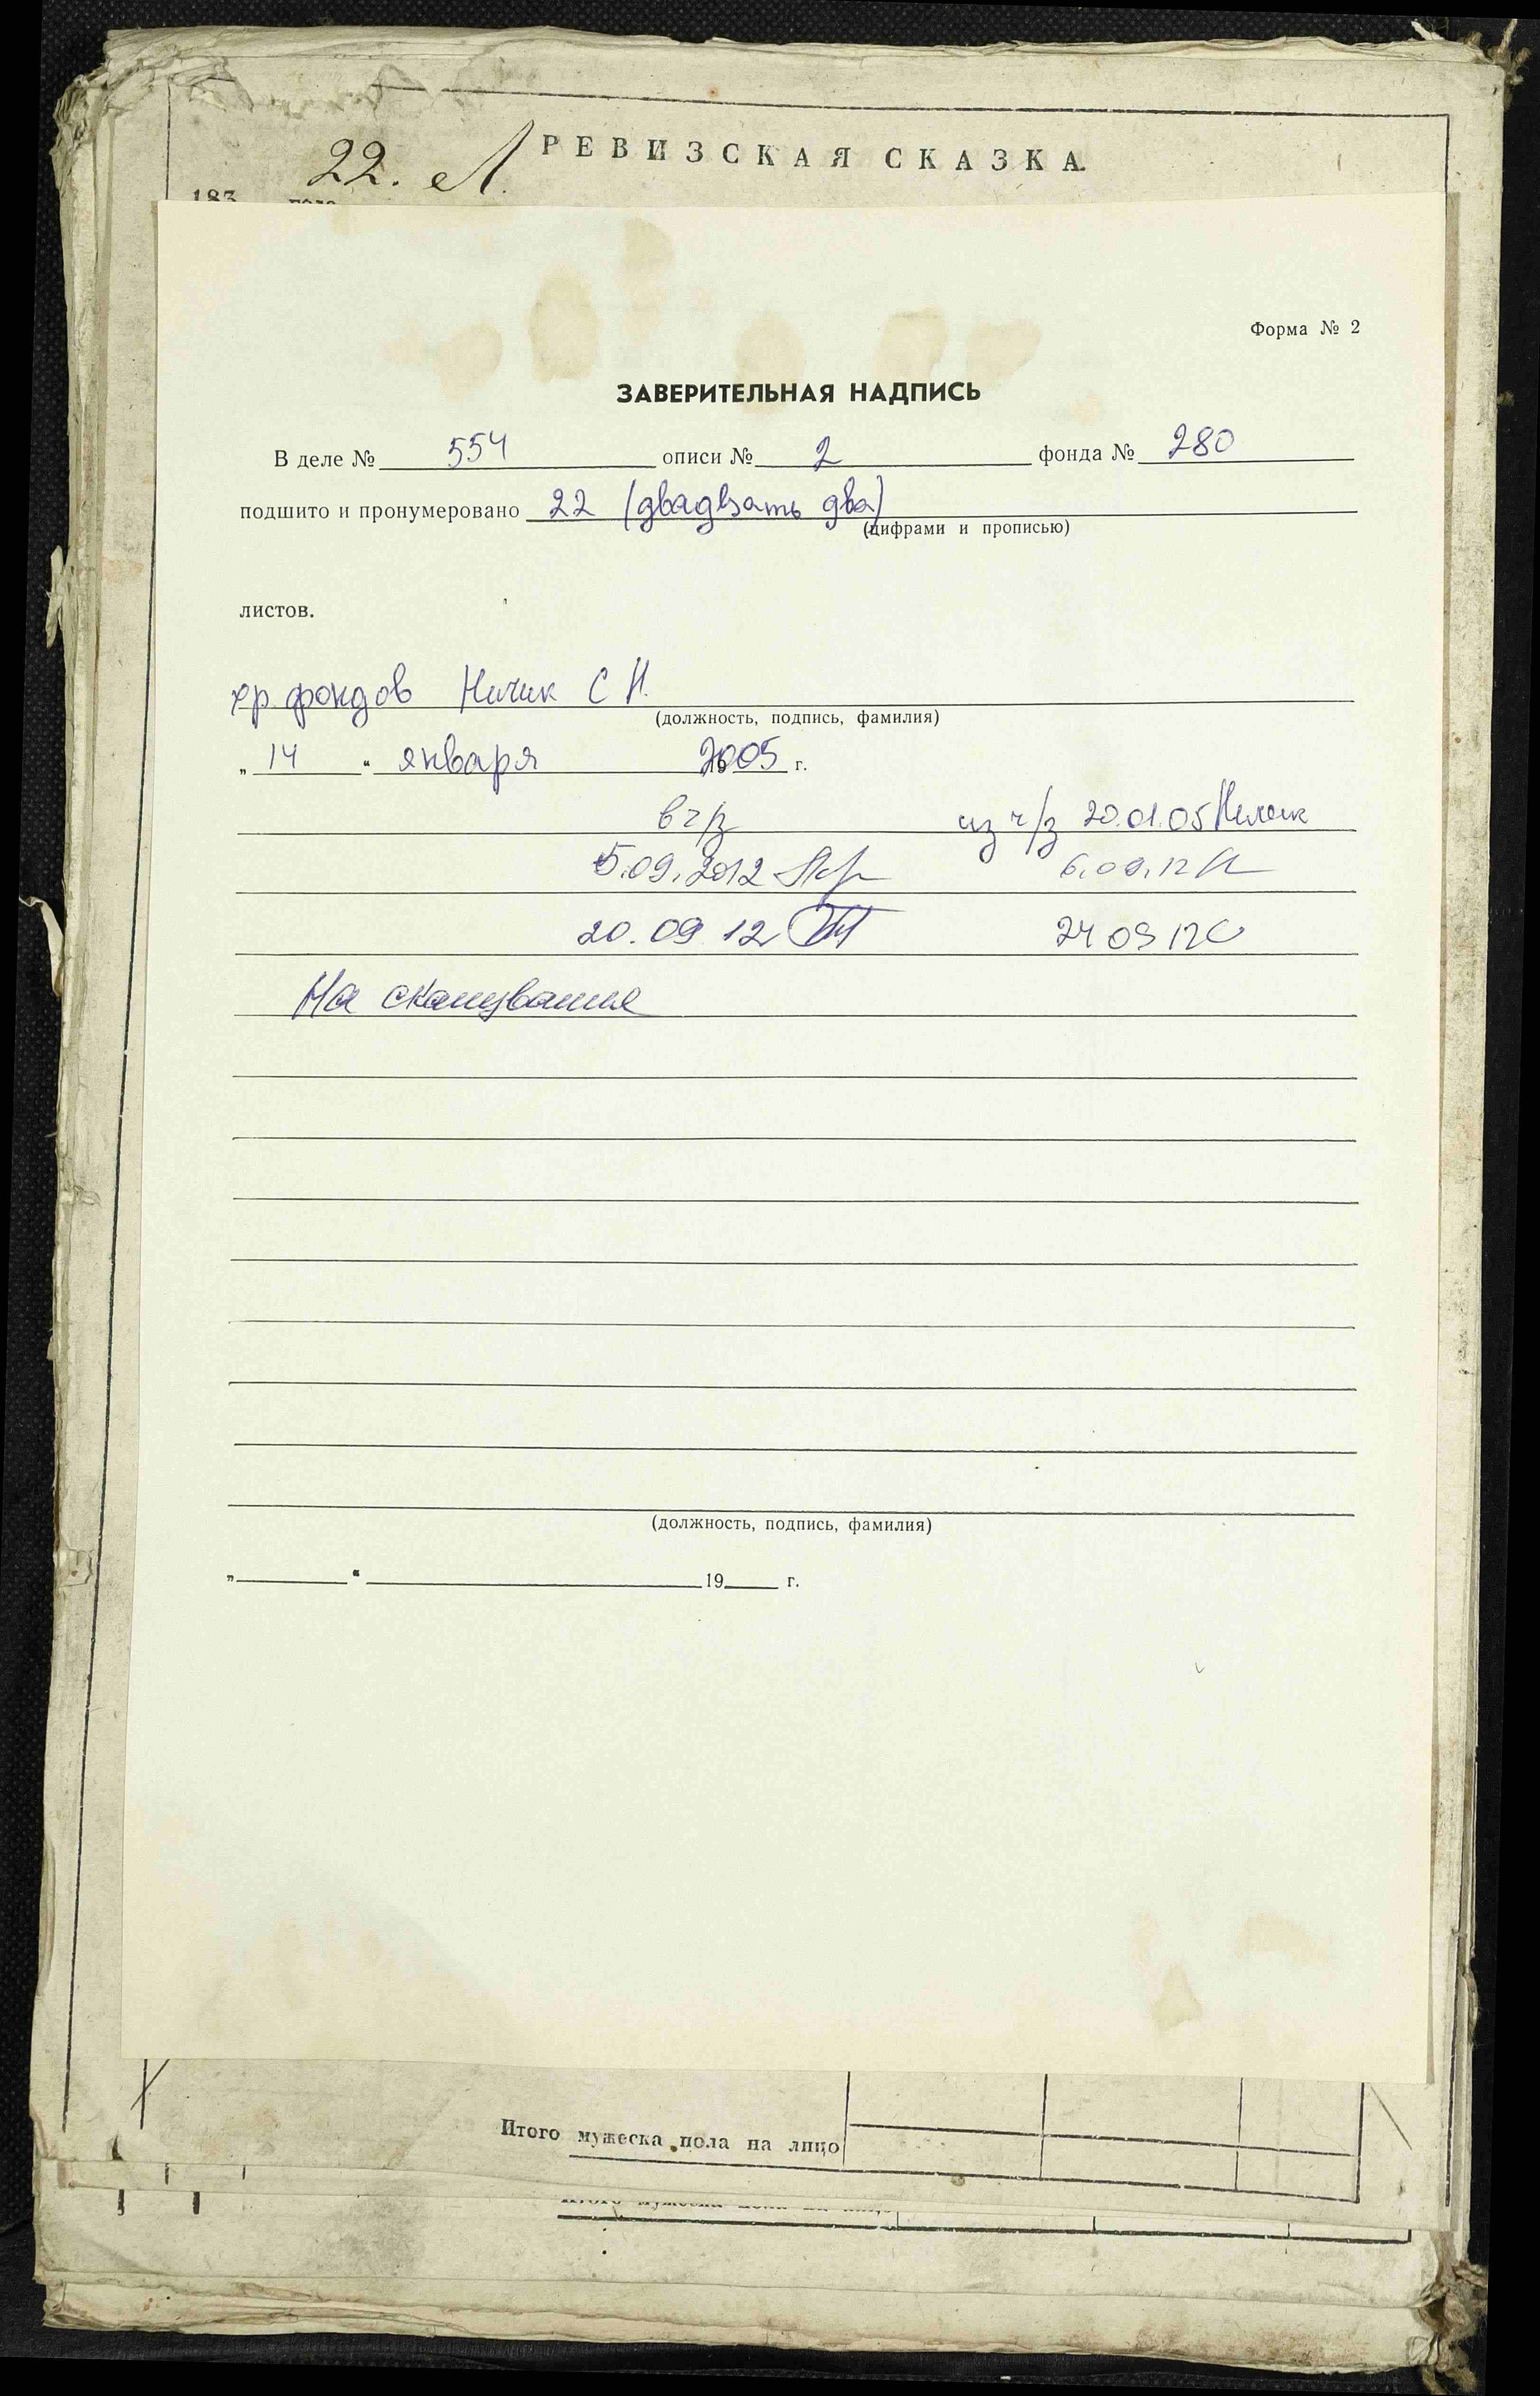 РЕВИЗСКАЯ СКАЗКА.
22. Л.
183
Форма № 2
ЗАВЕРИТЕЛЬНАЯ НАДПИСЬ
В деле № 554 описи № 2 фонда № 280
подшито и пронумеровано 22 (двадцать два)
(цифрами и прописью)
листов.
хр. фондов Ничик С Н.
(должность, подпись, фамилия)
„ 14 “ января 2005 г.
в ч/з из ч/з 20.01.05 Ничик
5.09.2012 6.09.12
20.09 12 24 09 12
На сканування
(должность, подпись, фамилия)
„ “ 19 г.
Итого мужеска пола на лицо